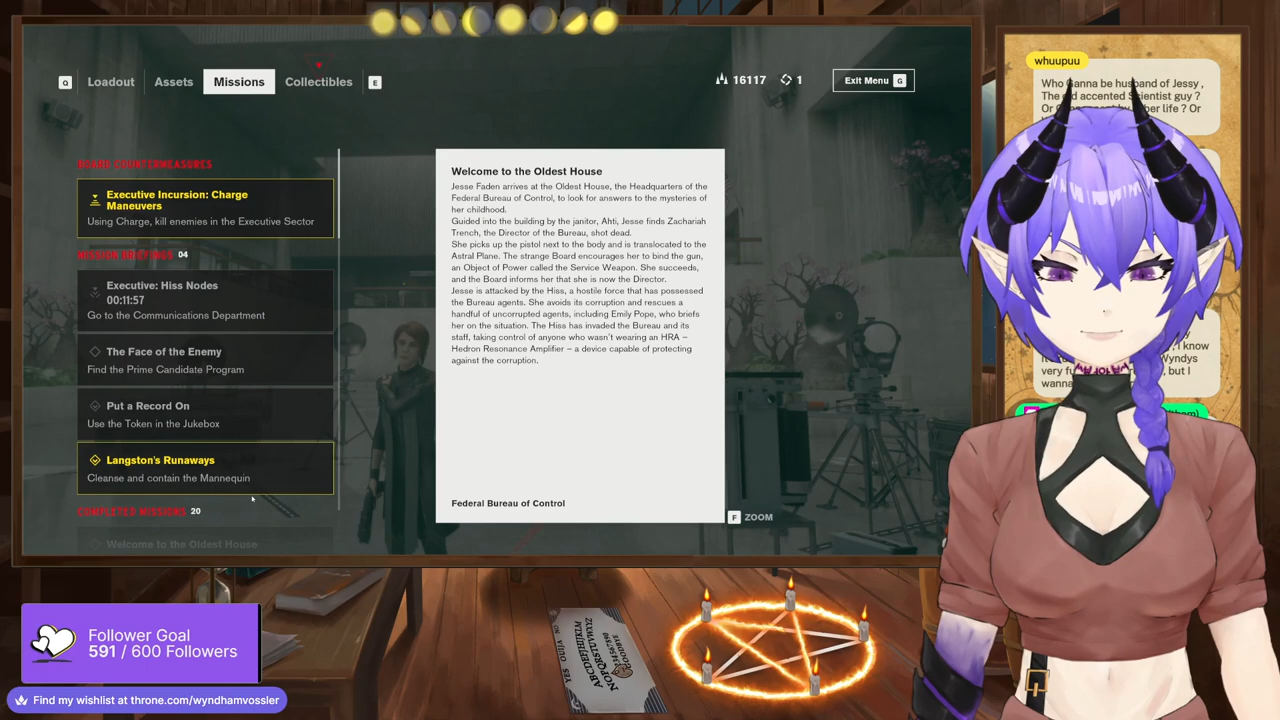 Q
Loadout
Assets
Missions
Collectibles
E
16117
1
Exit Menu G
BOARD COUNTERMEASURES
Executive Incursion: Charge
Maneuvers
Using Charge, kill enemies in the Executive Sector
MISSION BRIEFINGS 04
Executive: Hiss Nodes
00:11:57
Go to the Communications Department
The Face of the Enemy
Find the Prime Candidate Program
Put a Record On
Use the Token in the Jukebox
Langston's Runaways
Cleanse and contain the Mannequin
COMPLETED MISSIONS 20
Welcome to the Oldest House
Welcome to the Oldest House
Jesse Faden arrives at the Oldest House, the Headquarters of the
Federal Bureau of Control, to look for answers to the mysteries of
her childhood.
Guided into the building by the janitor, Ahti, Jesse finds Zachariah
Trench, the Director of the Bureau, shot dead.
She picks up the pistol next to the body and is translocated to the
Astral Plane. The strange Board encourages her to bind the gun,
an Object of Power called the Service Weapon. She succeeds,
and the Board informs her that she is now the Director.
Jesse is attacked by the Hiss, a hostile force that has possessed
the Bureau agents. She avoids its corruption and rescues a
handful of uncorrupted agents, including Emily Pope, who briefs
her on the situation. The Hiss has invaded the Bureau and its
staff, taking control of anyone who wasn't wearing an HRA –
Hedron Resonance Amplifier – a device capable of protecting
against the corruption.
Federal Bureau of Control
F ZOOM
whuupuu
Who Ganna be husband of Jessy ,
The old accented Scientist guy ?
Or
her life ? Or
I know
Wyndys
very
but I
wanna
Follower Goal
591 / 600 Followers
Find my wishlist at throne.com/wyndhamvossler
YES OUIJA NO
ABCDEFGHIJKLM
NOPQRSTUVWXYZ
GOODBYE